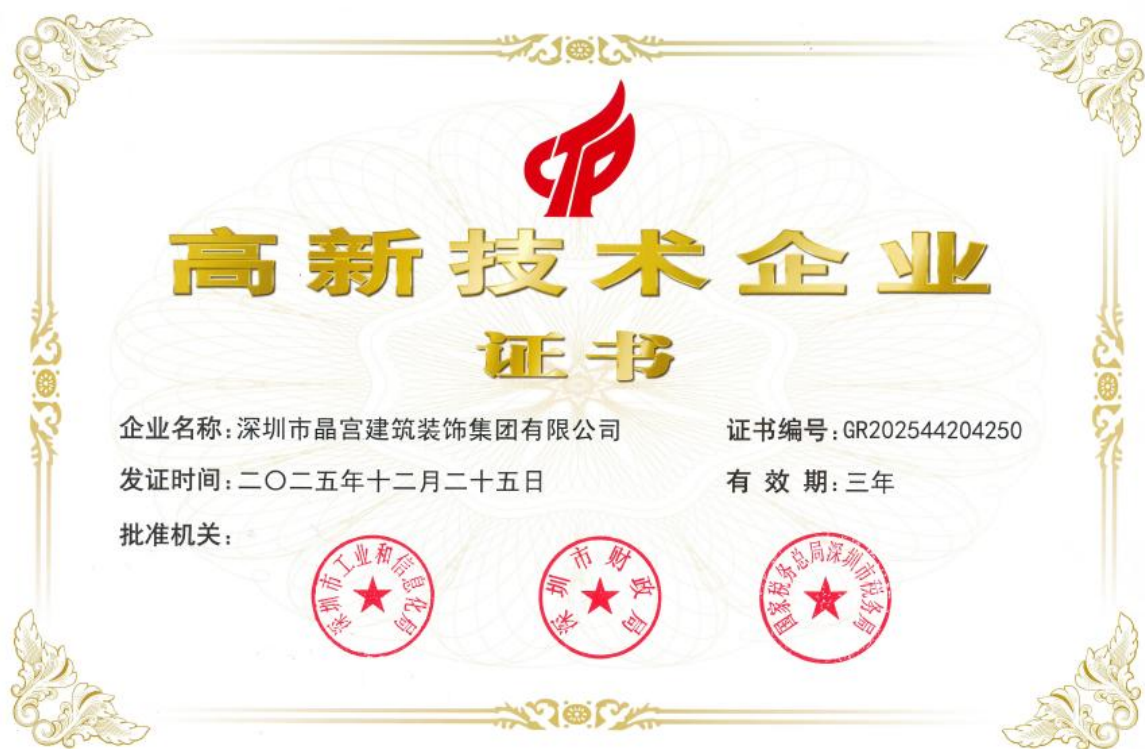 高新技术企业
证书
企业名称:深圳市晶宫建筑装饰集团有限公司
证书编号:GR202544204250
发证时间:二〇二五年十二月二十五日
有效期:三年
批准机关:
深圳市工业和信息化局
深圳市财政局
国家税务总局深圳市税务局